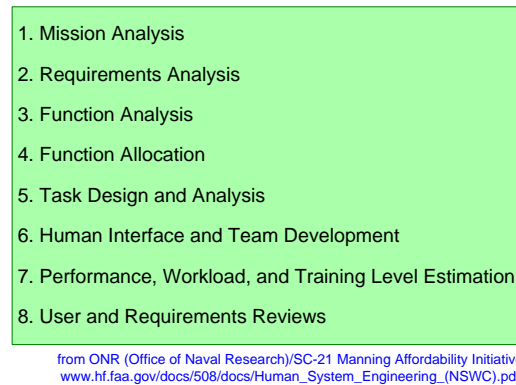 1. Mission Analysis
2. Requirements Analysis
3. Function Analysis
4. Function Allocation
5. Task Design and Analysis
6. Human Interface and Team Development
7. Performance, Workload, and Training Level Estimation
8. User and Requirements Reviews
from ONR (Office of Naval Research)/SC-21 Manning Affordability Initiative
www.hf.faa.gov/docs/508/docs/Human_System_Engineering_(NSWC).pd